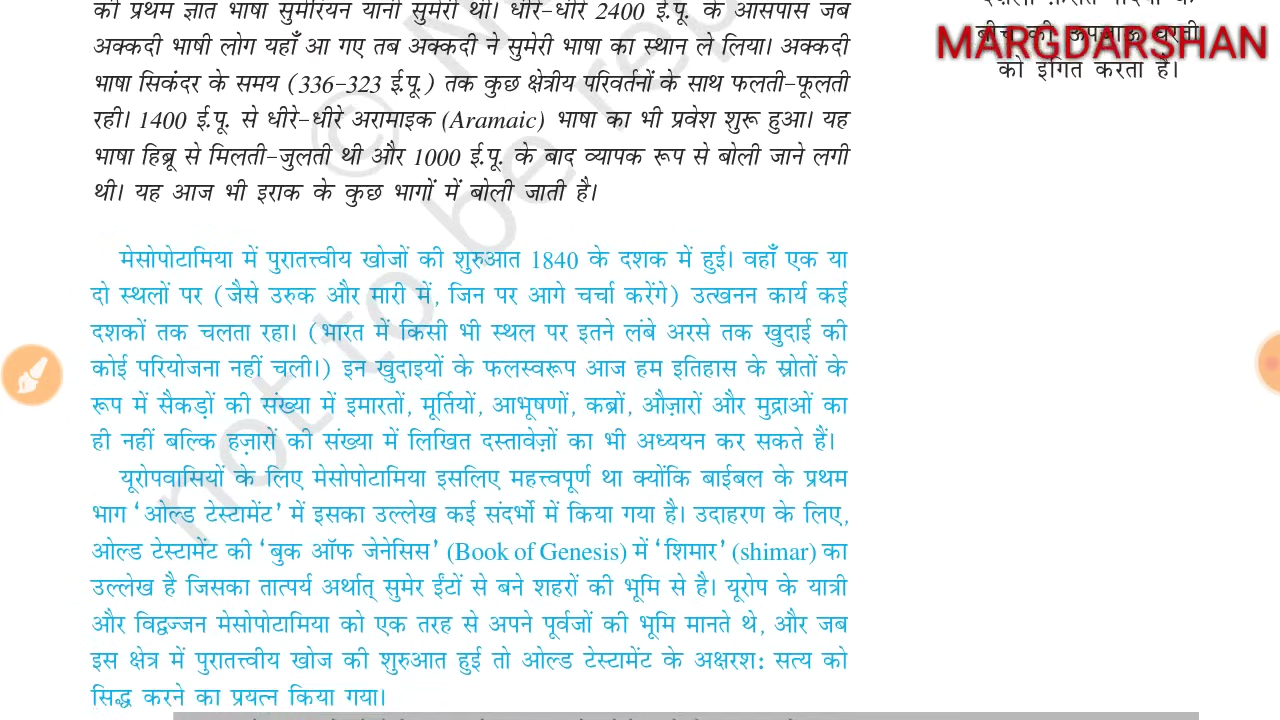 की प्रथम ज्ञात भाषा सुमेरियन यानी सुमेरी थी। धीरे-धीरे 2400 ई.पू. के आसपास जब
अक्कदी भाषी लोग यहाँ आ गए तब अक्कदी ने सुमेरी भाषा का स्थान ले लिया। अक्कदी
भाषा सिकंदर के समय (336-323 ई.पू.) तक कुछ क्षेत्रीय परिवर्तनों के साथ फलती-फूलती
रही। 1400 ई.पू. से धीरे-धीरे अरामाइक (Aramaic) भाषा का भी प्रवेश शुरू हुआ। यह
भाषा हिब्रू से मिलती-जुलती थी और 1000 ई.पू. के बाद व्यापक रूप से बोली जाने लगी
थी। यह आज भी इराक के कुछ भागों में बोली जाती है।
मेसोपोटामिया में पुरातत्त्वीय खोजों की शुरुआत 1840 के दशक में हुई। वहाँ एक या
दो स्थलों पर (जैसे उरुक और मारी में, जिन पर आगे चर्चा करेंगे) उत्खनन कार्य कई
दशकों तक चलता रहा। (भारत में किसी भी स्थल पर इतने लंबे अरसे तक खुदाई की
कोई परियोजना नहीं चली।) इन खुदाइयों के फलस्वरूप आज हम इतिहास के स्रोतों के
रूप में सैकड़ों की संख्या में इमारतों, मूर्तियों, आभूषणों, कब्रों, औज़ारों और मुद्राओं का
ही नहीं बल्कि हज़ारों की संख्या में लिखित दस्तावेज़ों का भी अध्ययन कर सकते हैं।
यूरोपवासियों के लिए मेसोपोटामिया इसलिए महत्त्वपूर्ण था क्योंकि बाईबल के प्रथम
भाग ‘ओल्ड टेस्टामेंट’ में इसका उल्लेख कई संदर्भों में किया गया है। उदाहरण के लिए,
ओल्ड टेस्टामेंट की ‘बुक ऑफ जेनेसिस’ (Book of Genesis) में ‘शिमार’ (shimar) का
उल्लेख है जिसका तात्पर्य अर्थात् सुमेर ईंटों से बने शहरों की भूमि से है। यूरोप के यात्री
और विद्वज्जन मेसोपोटामिया को एक तरह से अपने पूर्वजों की भूमि मानते थे, और जब
इस क्षेत्र में पुरातत्त्वीय खोज की शुरुआत हुई तो ओल्ड टेस्टामेंट के अक्षरशः सत्य को
सिद्ध करने का प्रयत्न किया गया।
MARGDARSHAN
बीच की उपजाऊ धरती
को इंगित करता है।
not to be rep